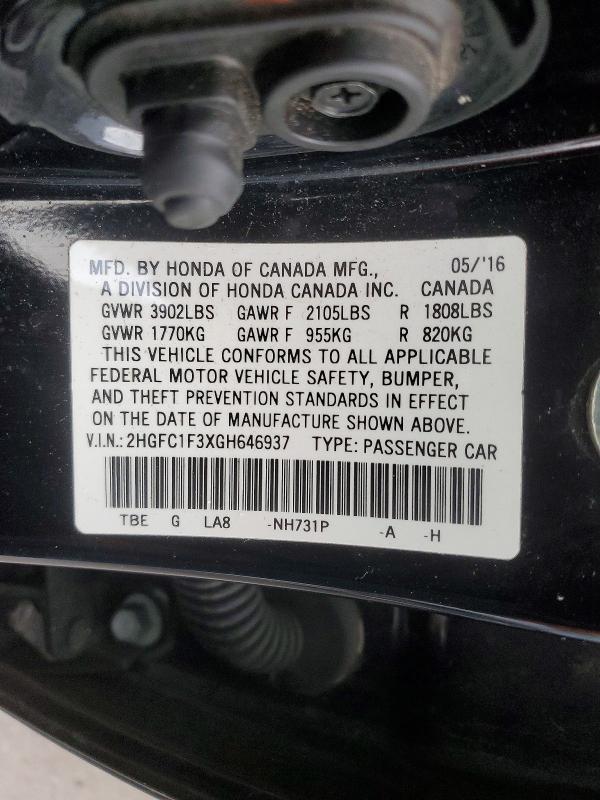 MFD. BY HONDA OF CANADA MFG., 05/'16
A DIVISION OF HONDA CANADA INC. CANADA
GVWR 3902LBS GAWR F 2105LBS R 1808LBS
GVWR 1770KG GAWR F 955KG R 820KG
THIS VEHICLE CONFORMS TO ALL APPLICABLE
FEDERAL MOTOR VEHICLE SAFETY, BUMPER,
AND THEFT PREVENTION STANDARDS IN EFFECT
ON THE DATE OF MANUFACTURE SHOWN ABOVE.
V.I.N.: 2HGFC1F3XGH646937 TYPE: PASSENGER CAR
TBE G LA8 -NH731P -A -H